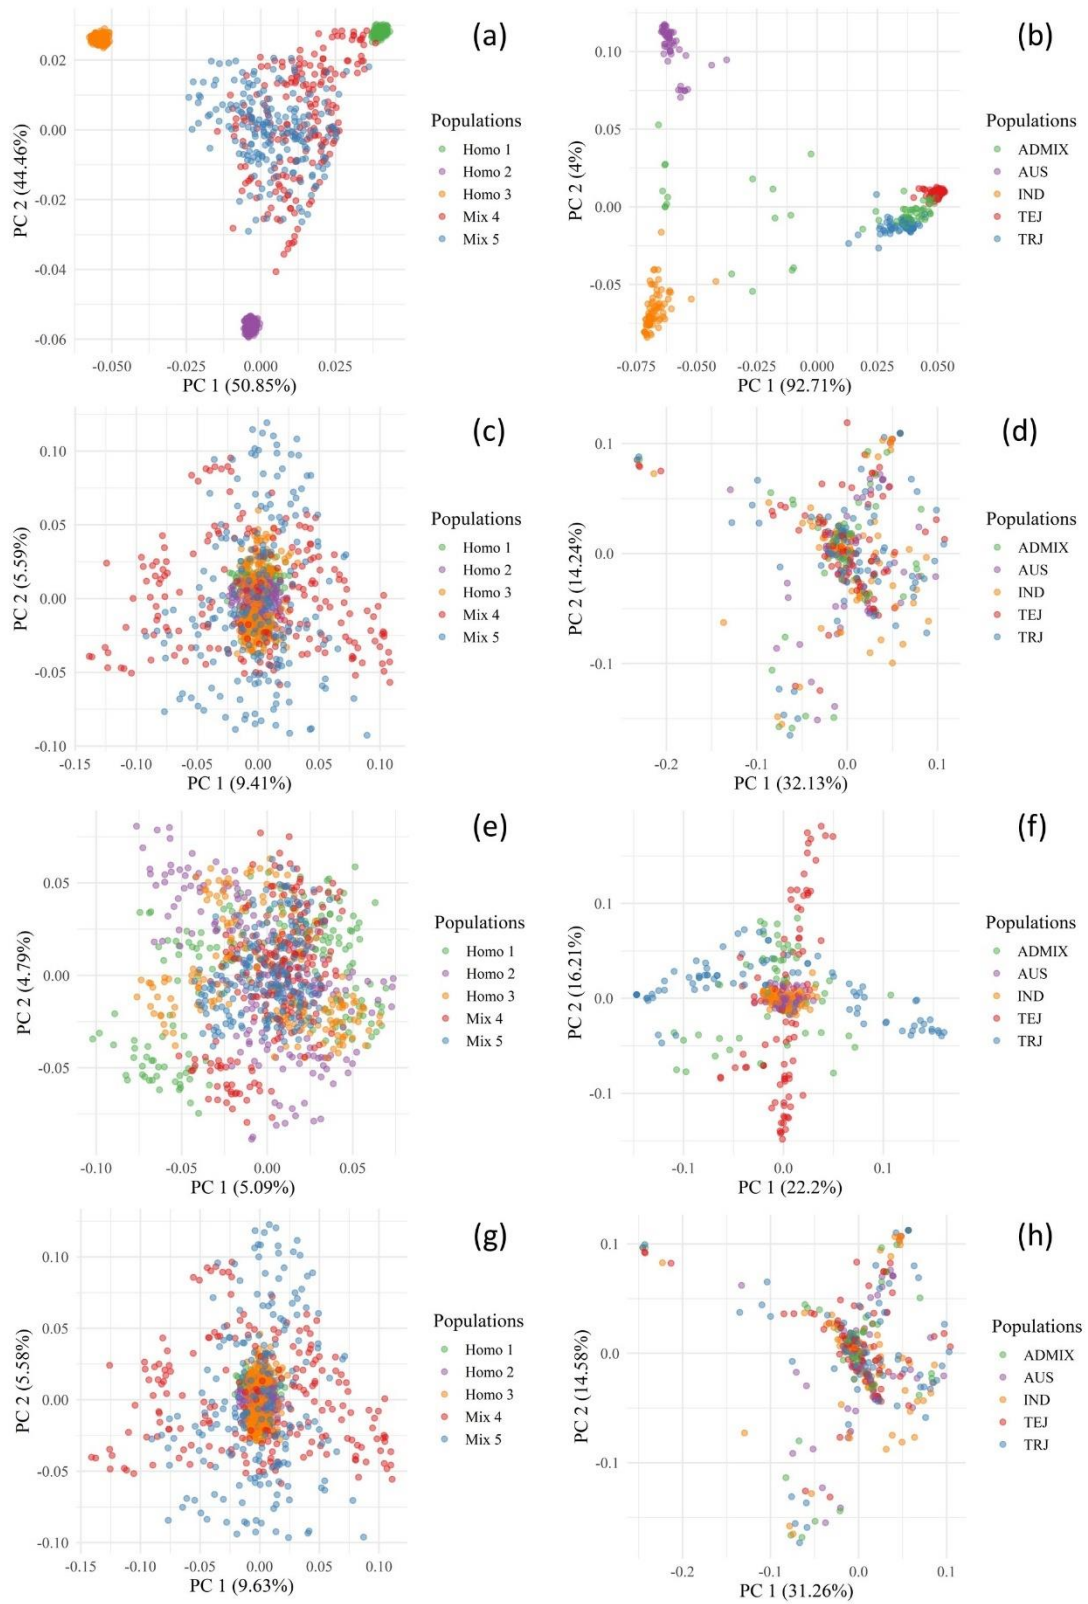 (a)
0.02
0.00
-0.02
-0.04
-0.06
PC 2 (44.46%)
-0.050
-0.025
0.000
0.025
PC 1 (50.85%)
Populations
Homo 1
Homo 2
Homo 3
Mix 4
Mix 5
(b)
0.10
0.05
0.00
-0.05
PC 2 (4%)
-0.075
-0.050
-0.025
0.000
0.025
0.050
PC 1 (92.71%)
Populations
ADMIX
AUS
IND
TEJ
TRJ
(c)
0.10
0.05
0.00
-0.05
-0.10
PC 2 (5.59%)
-0.15
-0.10
-0.05
0.00
0.05
0.10
PC 1 (9.41%)
Populations
Homo 1
Homo 2
Homo 3
Mix 4
Mix 5
(d)
0.1
0.0
-0.1
PC 2 (14.24%)
-0.2
-0.1
0.0
0.1
PC 1 (32.13%)
Populations
ADMIX
AUS
IND
TEJ
TRJ
(e)
0.05
0.00
-0.05
PC 2 (4.79%)
-0.10
-0.05
0.00
0.05
PC 1 (5.09%)
Populations
Homo 1
Homo 2
Homo 3
Mix 4
Mix 5
(f)
0.1
0.0
-0.1
PC 2 (16.21%)
-0.1
0.0
0.1
PC 1 (22.2%)
Populations
ADMIX
AUS
IND
TEJ
TRJ
(g)
0.10
0.05
0.00
-0.05
-0.10
PC 2 (5.58%)
-0.15
-0.10
-0.05
0.00
0.05
0.10
PC 1 (9.63%)
Populations
Homo 1
Homo 2
Homo 3
Mix 4
Mix 5
(h)
0.1
0.0
-0.1
PC 2 (14.58%)
-0.2
-0.1
0.0
0.1
PC 1 (31.26%)
Populations
ADMIX
AUS
IND
TEJ
TRJ